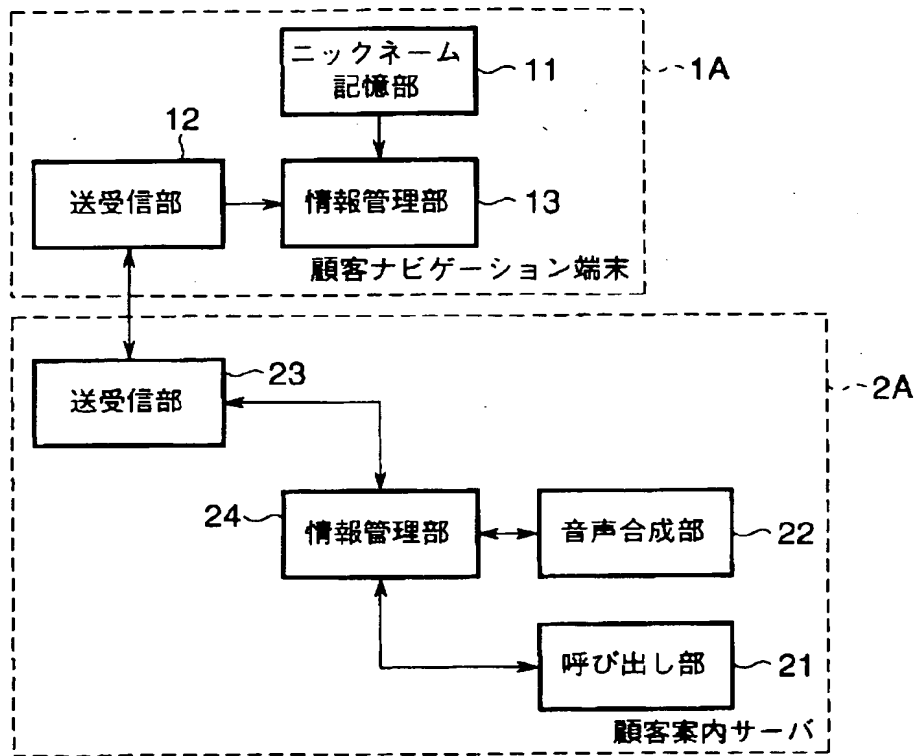 ニックネーム
記憶部
11
1A
12
送受信部
情報管理部
13
顧客ナビゲーション端末
送受信部
23
2A
24
情報管理部
音声合成部
22
呼び出し部
21
顧客案内サーバ